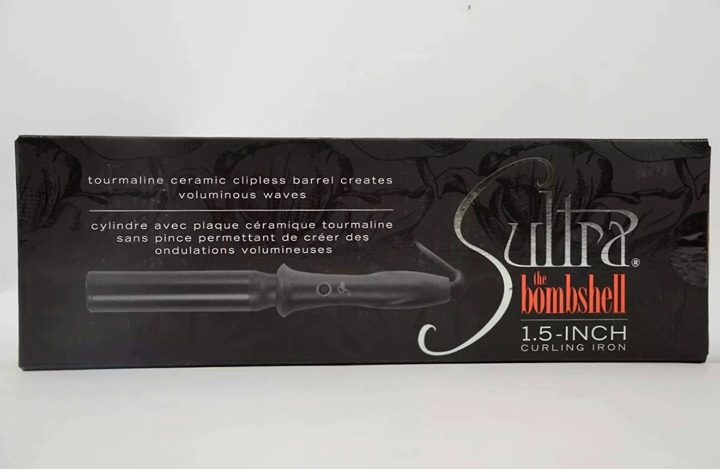 tourmaline ceramic clipless barrel creates
voluminous waves
cylindre avec plaque céramique tourmaline
sans pince permettant de créer des
ondulations volumineuses
Sultra®
the
bombshell
1.5-INCH
CURLING IRON